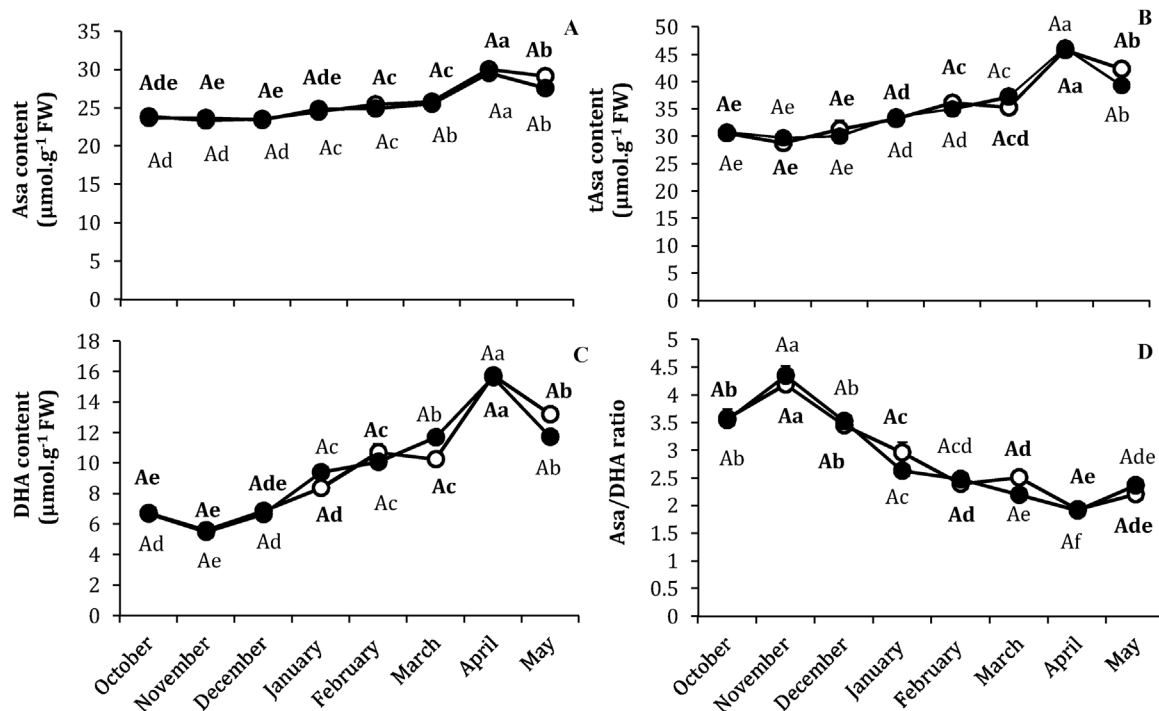 A
Asa content
(µmol.g⁻¹ FW)
35
30
25
20
15
10
5
0
Ade
Ae
Ae
Ade
Ac
Ac
Aa
Ab
Ad
Ad
Ad
Ac
Ac
Ab
Aa
Ab
B
tAsa content
(µmol.g⁻¹ FW)
50
45
40
35
30
25
20
15
10
5
0
Ae
Ae
Ae
Ad
Ac
Ac
Aa
Ab
Ae
Ae
Ae
Ad
Ad
Acd
Aa
Ab
C
DHA content
(µmol.g⁻¹ FW)
18
16
14
12
10
8
6
4
2
0
Ae
Ae
Ade
Ac
Ac
Ab
Aa
Ab
Ad
Ae
Ad
Ad
Ac
Ac
Aa
Ab
October
November
December
January
February
March
April
May
D
Asa/DHA ratio
5
4.5
4
3.5
3
2.5
2
1.5
1
0.5
0
Ab
Aa
Ab
Ac
Acd
Ad
Ae
Ade
Ab
Aa
Ab
Ac
Ad
Ae
Af
Ade
October
November
December
January
February
March
April
May